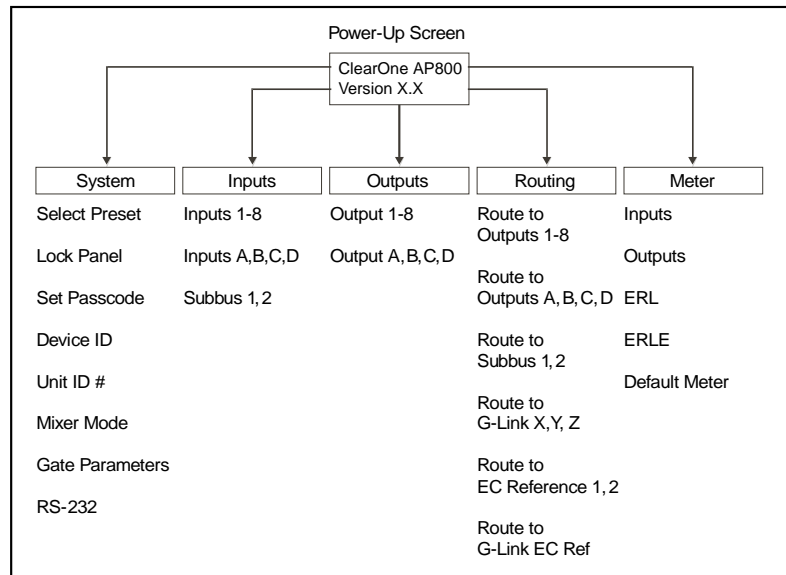 Power-Up Screen
ClearOne AP800
Version X.X
System
Select Preset
Lock Panel
Set Passcode
Device ID
Unit ID #
Mixer Mode
Gate Parameters
RS-232
Inputs
Inputs 1-8
Inputs A,B,C,D
Subbus 1,2
Outputs
Output 1-8
Output A,B,C,D
Routing
Route to
Outputs 1-8
Route to
Outputs A,B,C,D
Route to
Subbus 1,2
Route to
G-Link X,Y, Z
Route to
EC Reference 1,2
Route to
G-Link EC Ref
Meter
Inputs
Outputs
ERL
ERLE
Default Meter